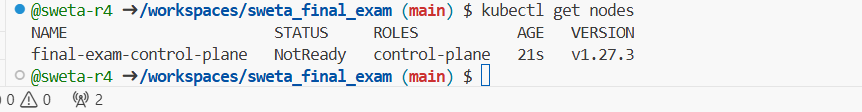 @sweta-r4 ➜/workspaces/sweta_final_exam (main) $ kubectl get nodes
NAME STATUS ROLES AGE VERSION
final-exam-control-plane NotReady control-plane 21s v1.27.3
@sweta-r4 ➜/workspaces/sweta_final_exam (main) $
0 0 2